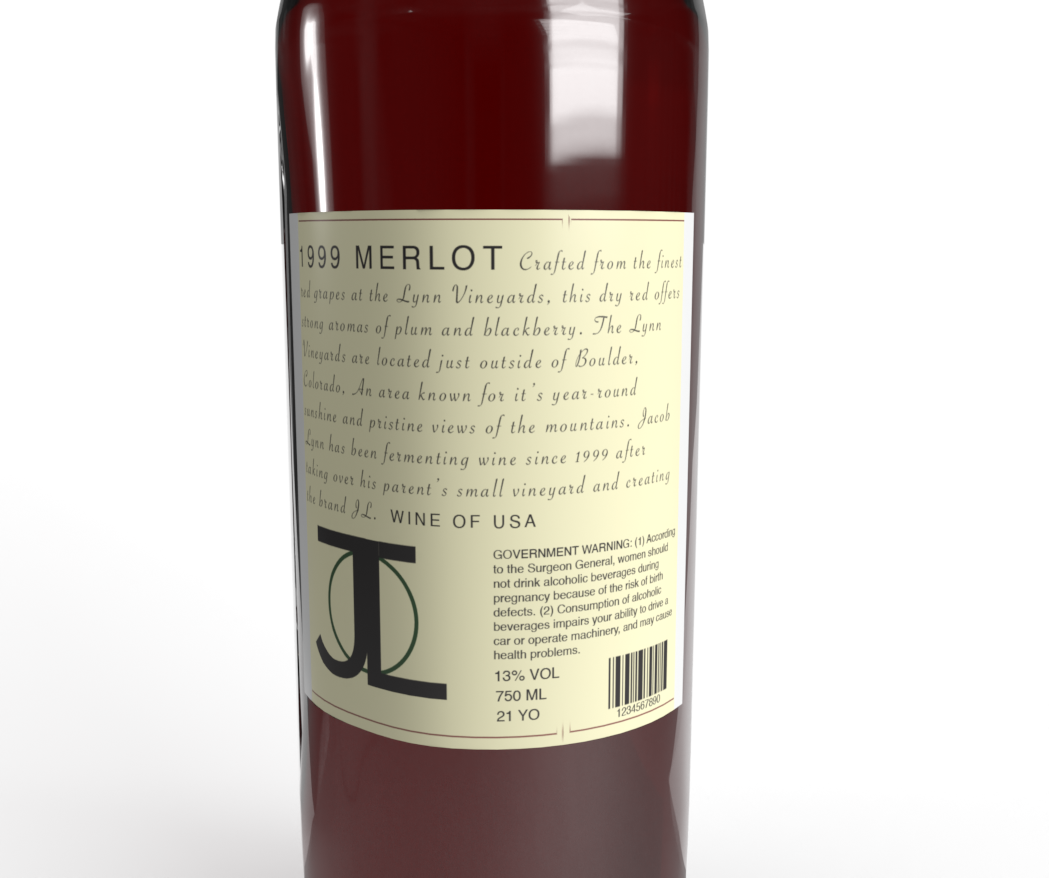 1999 MERLOT Crafted from the finest
red grapes at the Lynn Vineyards, this dry red offers
strong aromas of plum and blackberry. The Lynn
Vineyards are located just outside of Boulder,
Colorado. An area known for it's year-round
sunshine and pristine views of the mountains. Jacob
Lynn has been fermenting wine since 1999 after
taking over his parent's small vineyard and creating
the brand JL. WINE OF USA
JL
GOVERNMENT WARNING: (1) According
to the Surgeon General, women should
not drink alcoholic beverages during
pregnancy because of the risk of birth
defects. (2) Consumption of alcoholic
beverages impairs your ability to drive a
car or operate machinery, and may cause
health problems.
13% VOL
750 ML
21 YO
1234567890